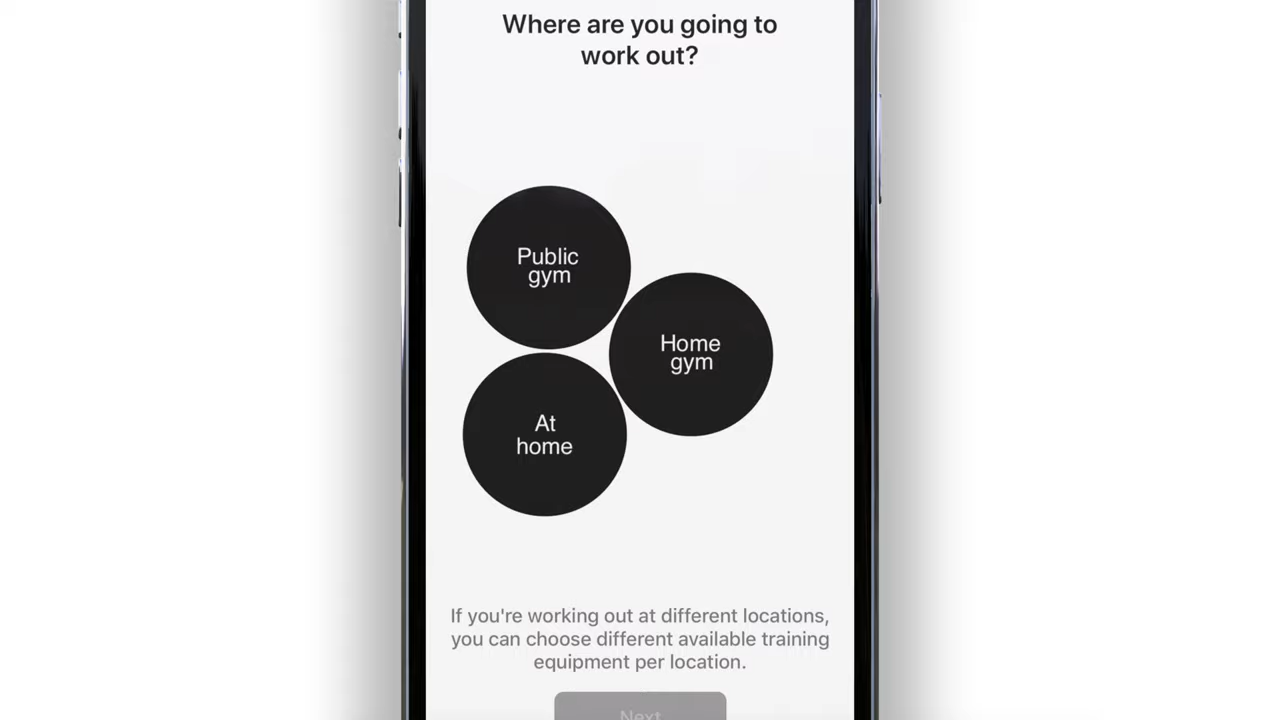 Where are you going to
work out?
Public
gym
Home
gym
At
home
If you're working out at different locations,
you can choose different available training
equipment per location.
Next